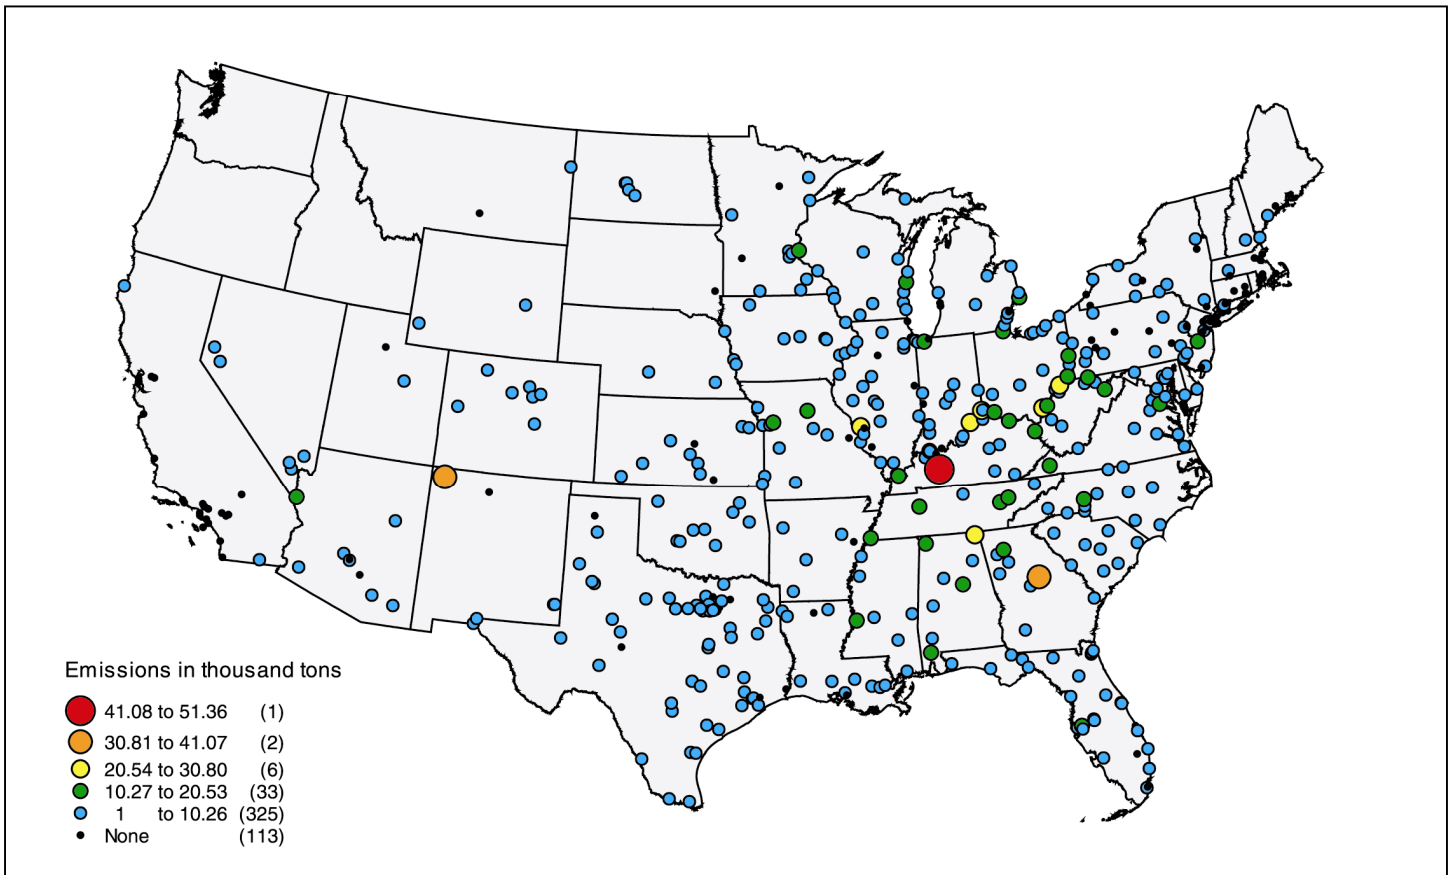 Emissions in thousand tons
41.08 to 51.36 (1)
30.81 to 41.07 (2)
20.54 to 30.80 (6)
10.27 to 20.53 (33)
1 to 10.26 (325)
None (113)